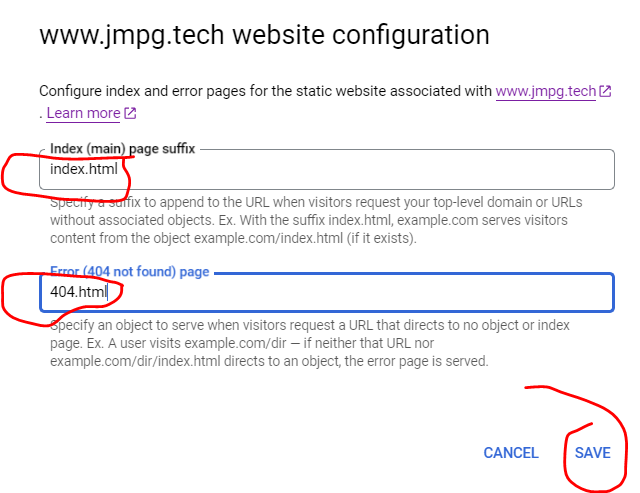 www.jmpg.tech website configuration
Configure index and error pages for the static website associated with www.jmpg.tech
. Learn more
Index (main) page suffix
index.html
Specify a suffix to append to the URL when visitors request your top-level domain or URLs
without associated objects. Ex. With the suffix index.html, example.com serves visitors
content from the object example.com/index.html (if it exists).
Error (404 not found) page
404.html
Specify an object to serve when visitors request a URL that directs to no object or index
page. Ex. A user visits example.com/dir — if neither that URL nor
example.com/dir/index.html directs to an object, the error page is served.
CANCEL SAVE